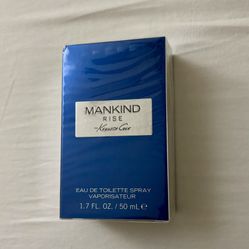 MANKIND
RISE
Kenneth Cole
EAU DE TOILETTE SPRAY
VAPORISATEUR
1.7 FL. OZ. / 50 mL ℮